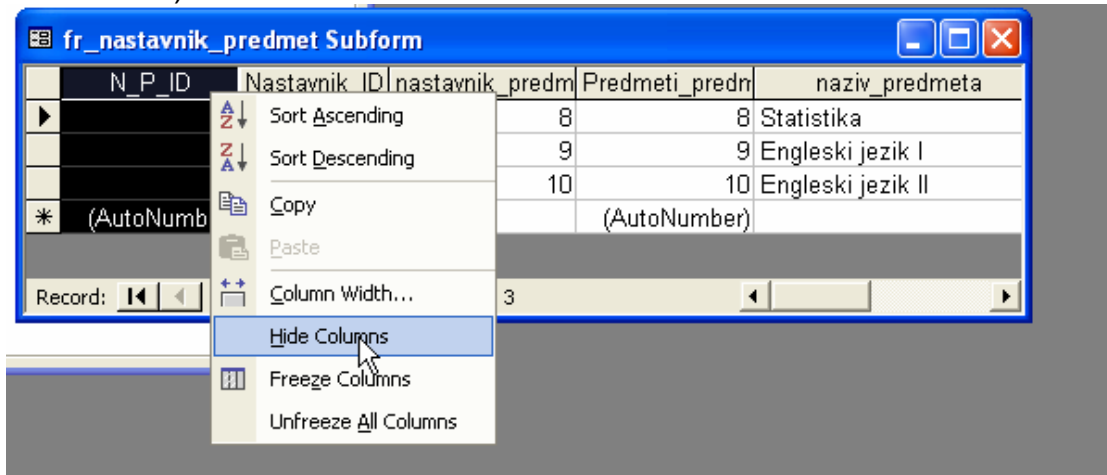 fr_nastavnik_predmet Subform
N_P_ID Nastavnik_ID nastavnik_predm Predmeti_predm naziv_predmeta
8 8 Statistika
9 9 Engleski jezik I
10 10 Engleski jezik II
(AutoNumb (AutoNumber)
Record: 3
Sort Ascending
Sort Descending
Copy
Paste
Column Width...
Hide Columns
Freeze Columns
Unfreeze All Columns